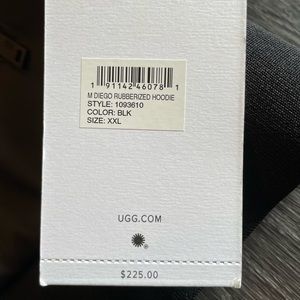 1 91142 46078 1
M DIEGO RUBBERIZED HOODIE
STYLE: 1093610
COLOR: BLK
SIZE: XXL
UGG.COM
®
$225.00